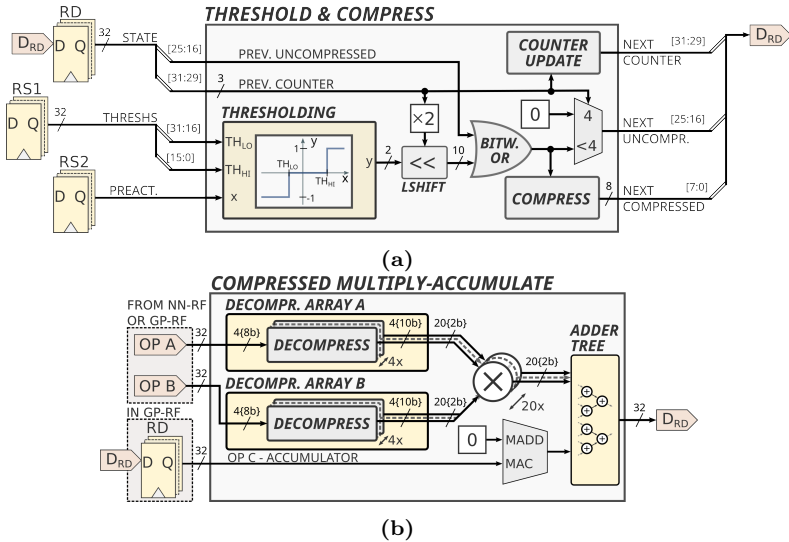 THRESHOLD & COMPRESS
RD
D_RD
D Q
32
STATE
[25:16]
PREV. UNCOMPRESSED
[31:29]
3
PREV. COUNTER
COUNTER
UPDATE
NEXT
COUNTER
[31:29]
D_RD
RS1
D Q
32
THRESHS
[31:16]
[15:0]
THRESHOLDING
TH_LO
TH_HI
x
y
1
TH_LO
TH_HI
x
-1
y
2
×2
<<
LSHIFT
10
BITW.
OR
0
4
<4
NEXT
UNCOMPR.
[25:16]
RS2
D Q
PREACT.
COMPRESS
8
NEXT
COMPRESSED
[7:0]
(a)
COMPRESSED MULTIPLY-ACCUMULATE
FROM NN-RF
OR GP-RF
OP A
32
OP B
32
DECOMPR. ARRAY A
4{8b}
DECOMPRESS
4{10b}
20{2b}
4x
DECOMPR. ARRAY B
4{8b}
DECOMPRESS
4{10b}
20{2b}
4x
20{2b}
20x
ADDER
TREE
32
D_RD
IN GP-RF
RD
D_RD
D Q
32
OP C - ACCUMULATOR
0
MADD
MAC
(b)